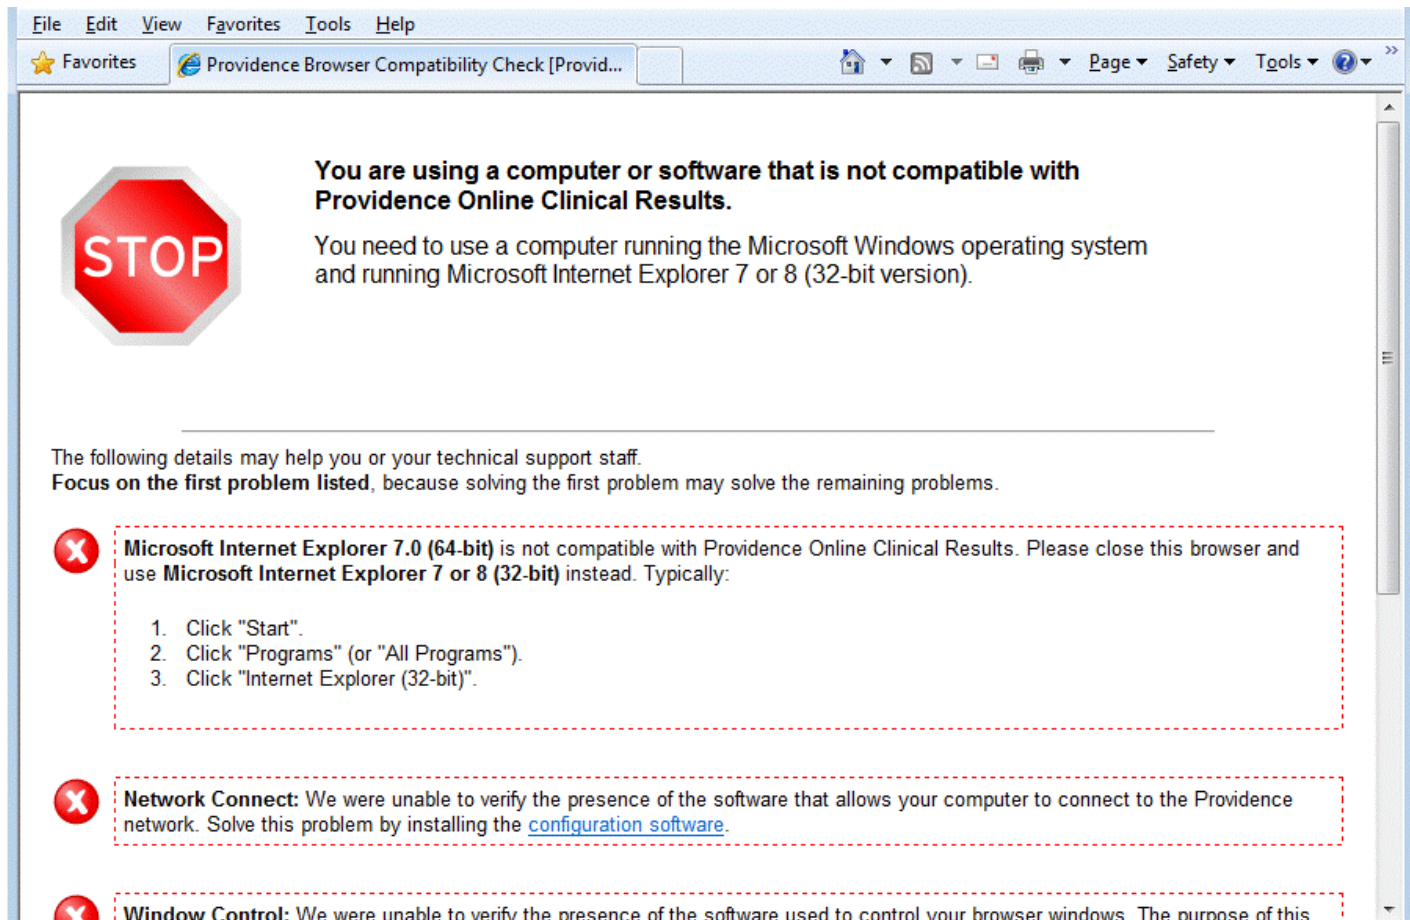 File Edit View Favorites Tools Help
Favorites Providence Browser Compatibility Check [Provid... Page Safety Tools »
You are using a computer or software that is not compatible with
Providence Online Clinical Results.
STOP
You need to use a computer running the Microsoft Windows operating system
and running Microsoft Internet Explorer 7 or 8 (32-bit version).
The following details may help you or your technical support staff.
Focus on the first problem listed, because solving the first problem may solve the remaining problems.
Microsoft Internet Explorer 7.0 (64-bit) is not compatible with Providence Online Clinical Results. Please close this browser and
use Microsoft Internet Explorer 7 or 8 (32-bit) instead. Typically:
1. Click "Start".
2. Click "Programs" (or "All Programs").
3. Click "Internet Explorer (32-bit)".
Network Connect: We were unable to verify the presence of the software that allows your computer to connect to the Providence
network. Solve this problem by installing the configuration software.
Window Control: We were unable to verify the presence of the software used to control your browser windows. The purpose of this